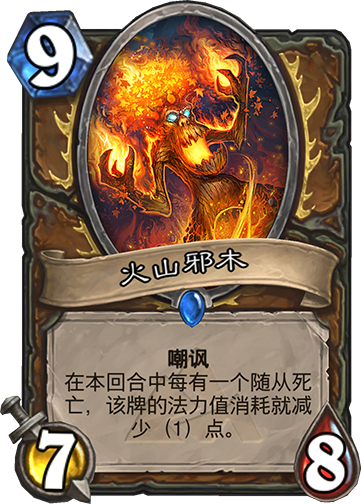 9
火山邪木
嘲讽
在本回合中每有一个随从死
亡，该牌的法力值消耗就减
少（1）点。
7
8